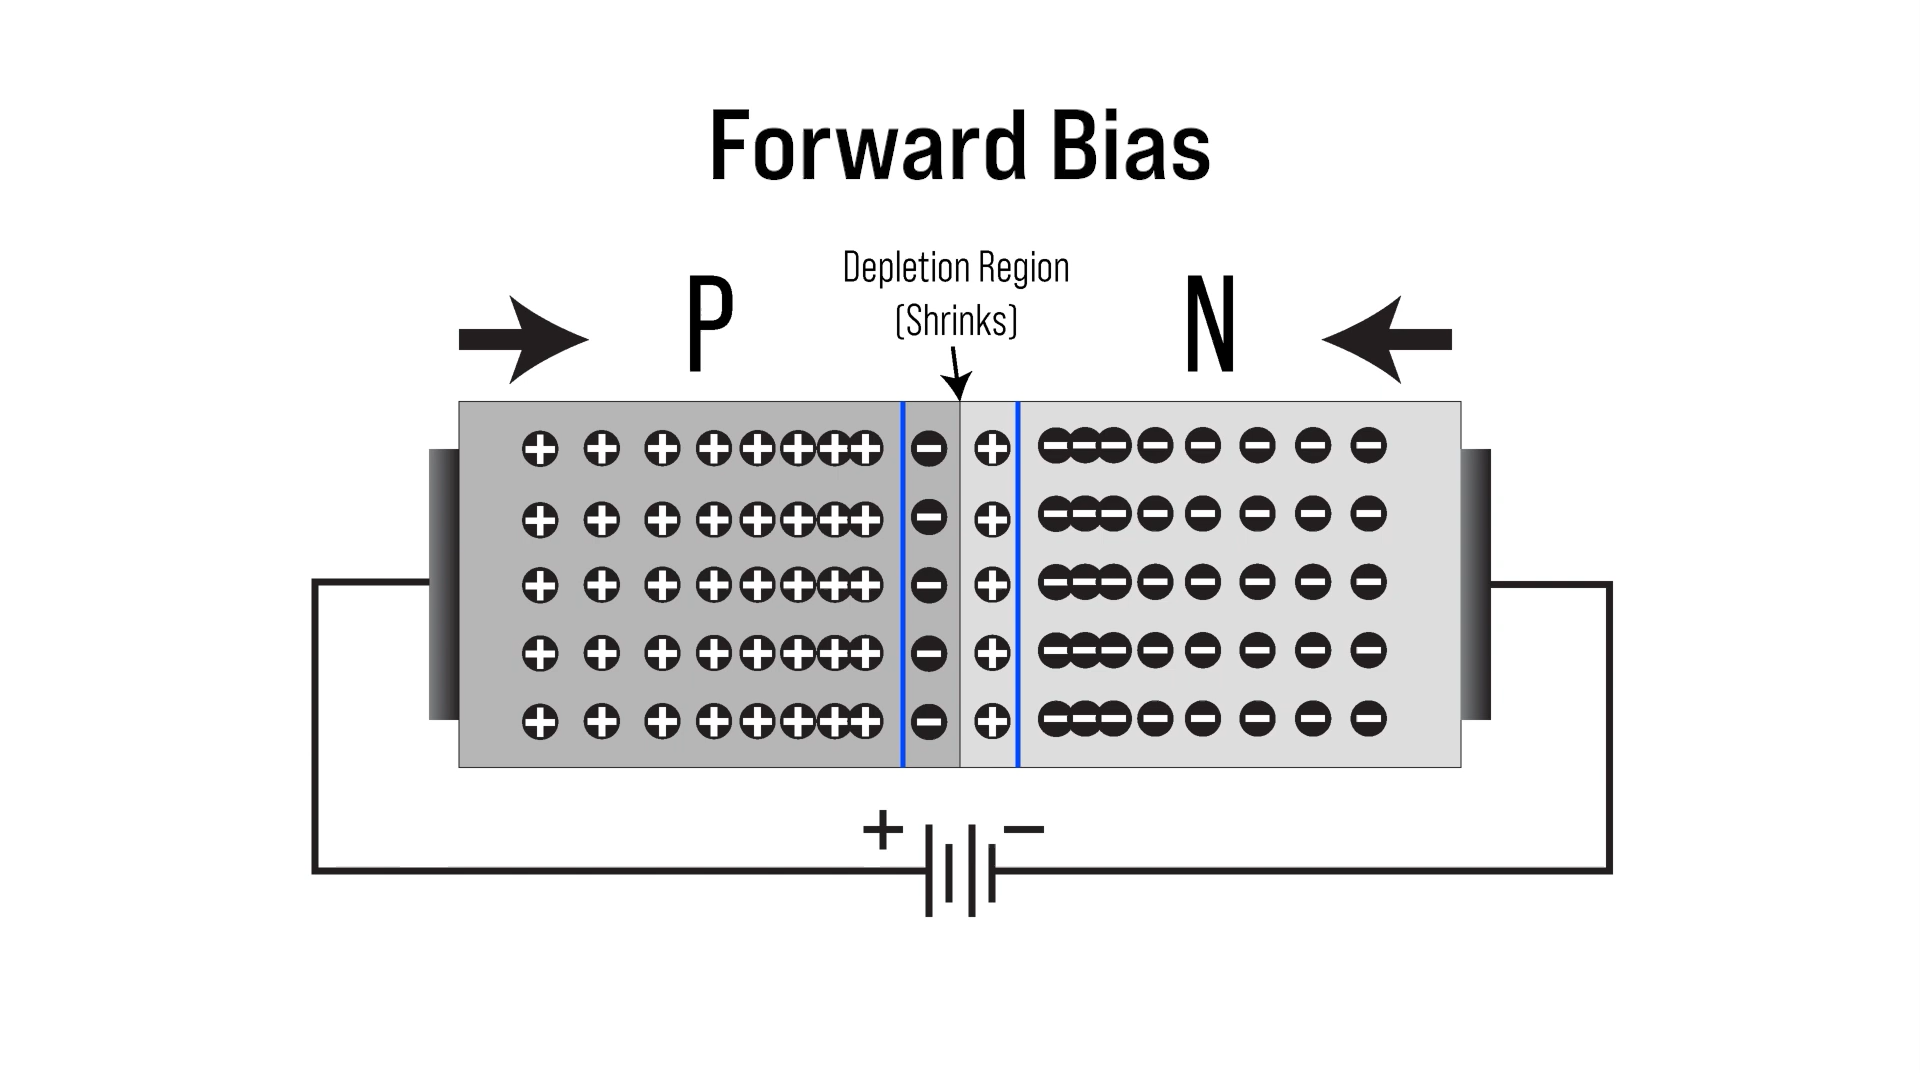 Forward Bias
Depletion Region
(Shrinks)
P
N
+ −